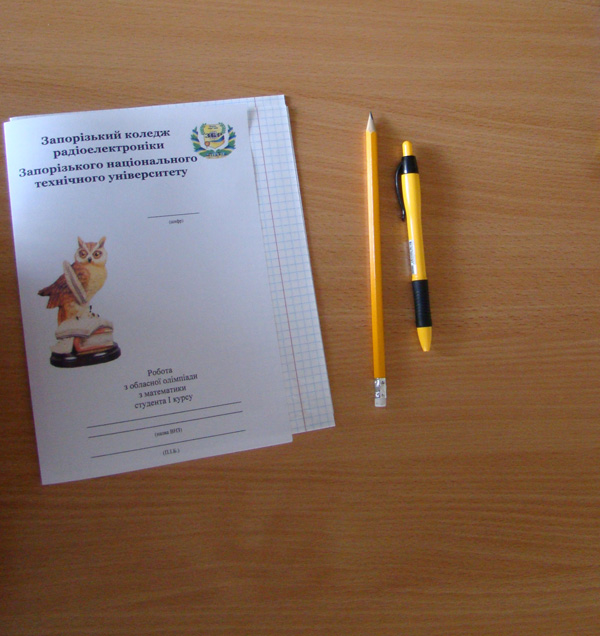 Запорізький коледж
радіоелектроніки
Запорізького національного
технічного університету
(шифр)
Робота
з обласної олімпіади
з математики
студента І курсу
(назва ВНЗ)
(П.І.Б.)